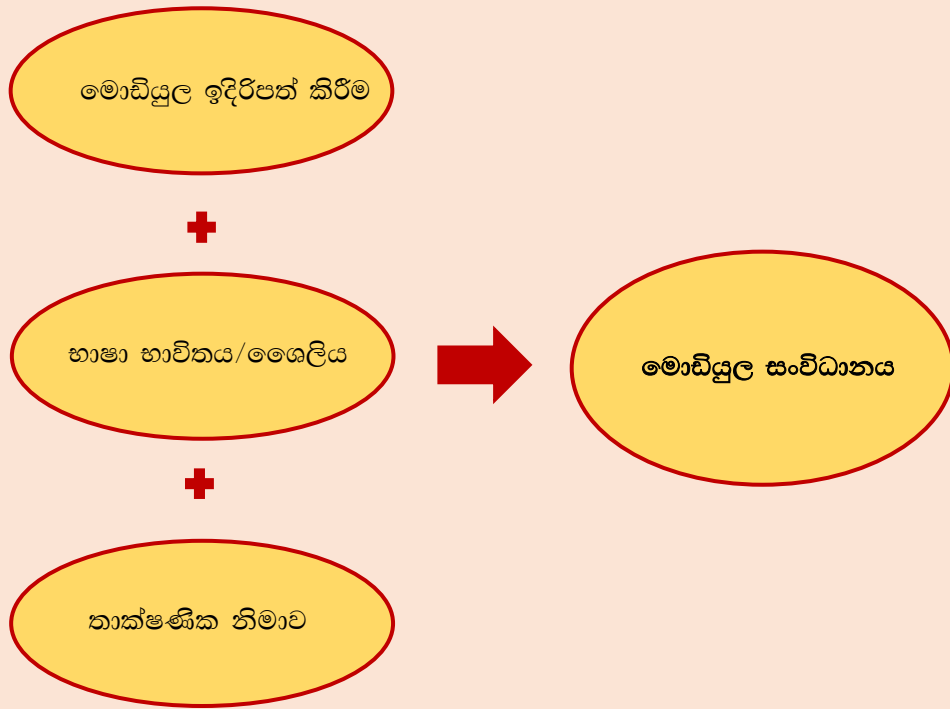 මොඩියුල ඉදිරිපත් කිරීම
භාෂා භාවිතය/ශෛලිය
මොඩියුල සංවිධානය
තාක්ෂණික නිමාව